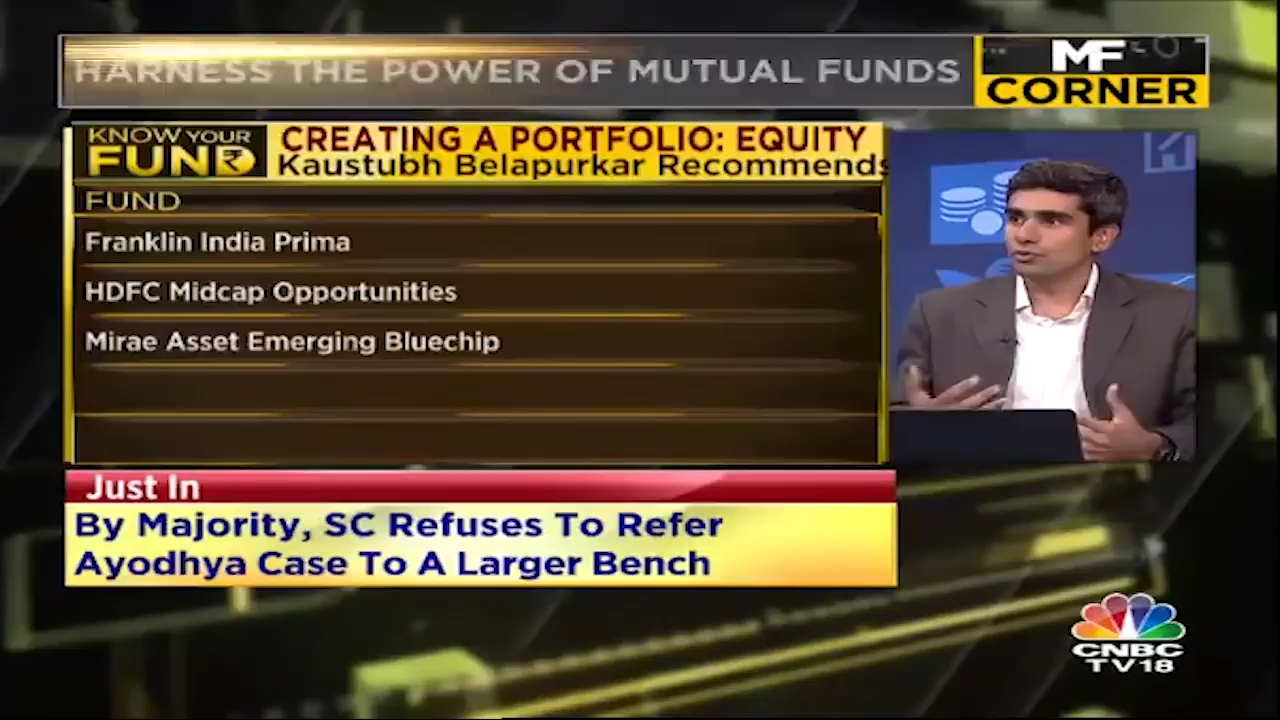 HARNESS THE POWER OF MUTUAL FUNDS
MF
CORNER
KNOW YOUR
FUND
CREATING A PORTFOLIO: EQUITY
Kaustubh Belapurkar Recommends
FUND
Franklin India Prima
HDFC Midcap Opportunities
Mirae Asset Emerging Bluechip
Just In
By Majority, SC Refuses To Refer
Ayodhya Case To A Larger Bench
CNBC
TV18